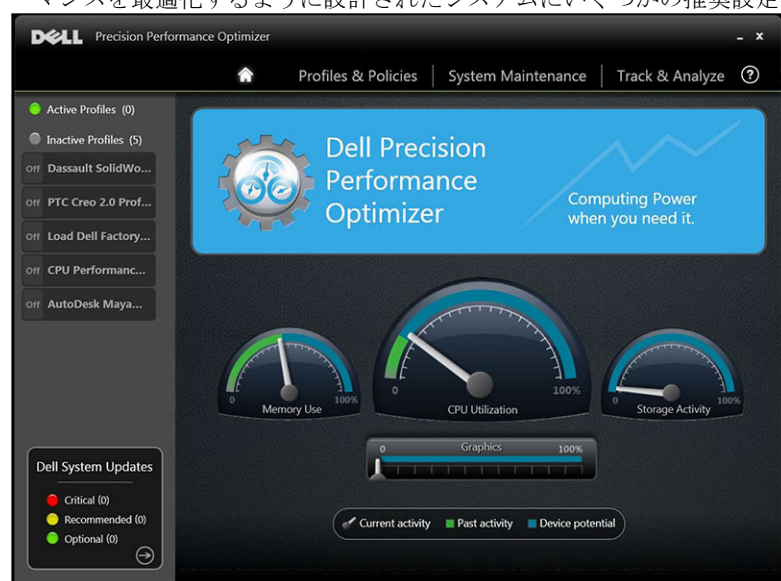 マンスを最適化するように設計されたシステムにいくつかの推奨設定
DELL Precision Performance Optimizer
Profiles & Policies
System Maintenance
Track & Analyze
?
Active Profiles (0)
Inactive Profiles (5)
Off Dassault SolidWo...
Off PTC Creo 2.0 Prof...
Off Load Dell Factory...
Off CPU Performanc...
Off AutoDesk Maya...
Dell Precision
Performance
Optimizer
Computing Power
when you need it.
0 100%
Memory Use
0 100%
CPU Utilization
0 100%
Storage Activity
0 Graphics 100%
Current activity Past activity Device potential
Dell System Updates
Critical (0)
Recommended (0)
Optional (0)